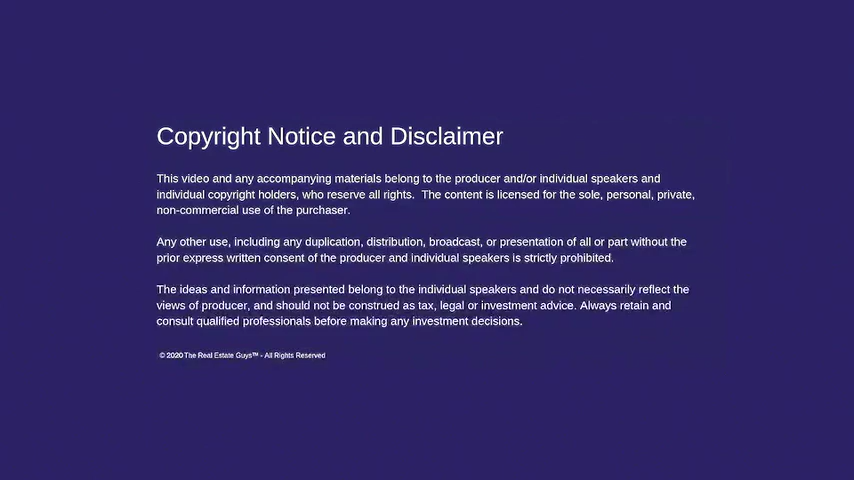 Copyright Notice and Disclaimer
This video and any accompanying materials belong to the producer and/or individual speakers and
individual copyright holders, who reserve all rights.  The content is licensed for the sole, personal, private,
non-commercial use of the purchaser.
Any other use, including any duplication, distribution, broadcast, or presentation of all or part without the
prior express written consent of the producer and individual speakers is strictly prohibited.
The ideas and information presented belong to the individual speakers and do not necessarily reflect the
views of producer, and should not be construed as tax, legal or investment advice. Always retain and
consult qualified professionals before making any investment decisions.
© 2020 The Real Estate Guys™ - All Rights Reserved